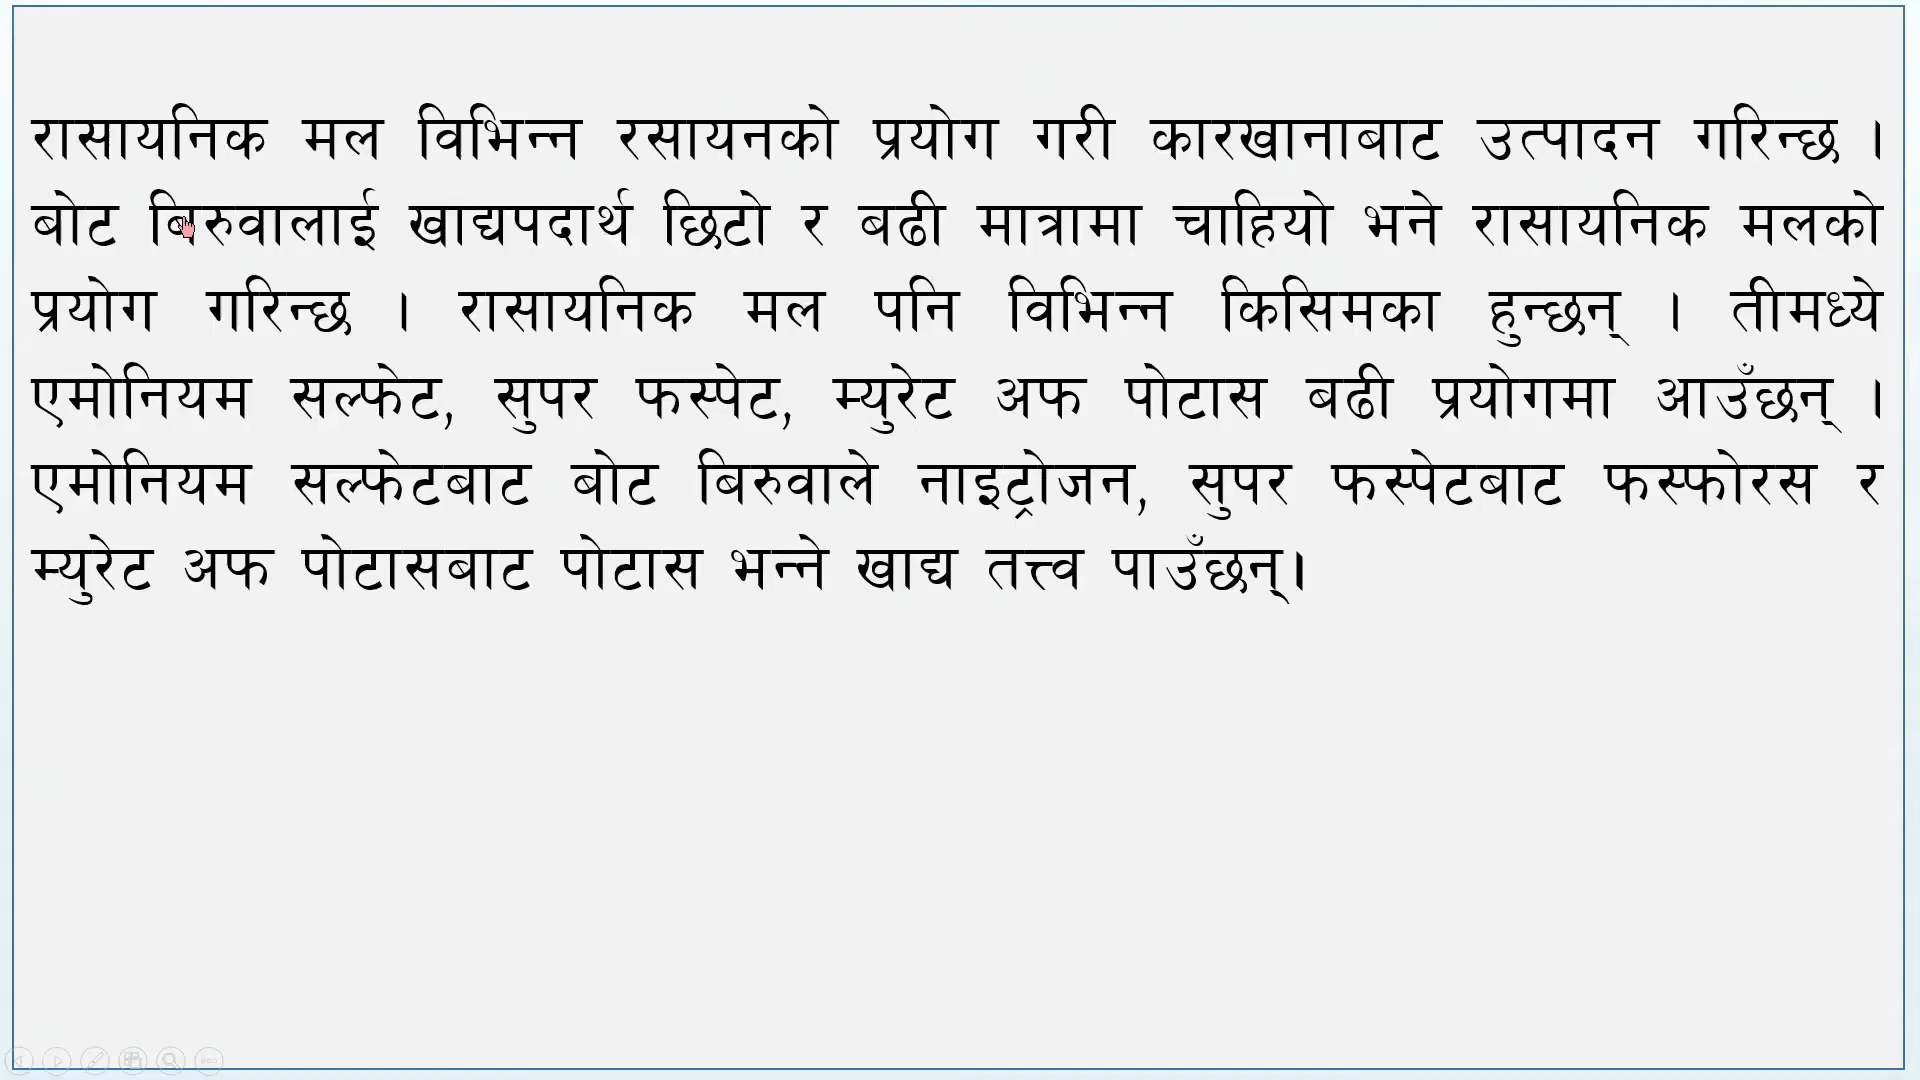 रासायनिक मल विभिन्न रसायनको प्रयोग गरी कारखानाबाट उत्पादन गरिन्छ ।
बोट बिरुवालाई खाद्यपदार्थ छिटो र बढी मात्रामा चाहियो भने रासायनिक मलको
प्रयोग गरिन्छ । रासायनिक मल पनि विभिन्न किसिमका हुन्छन् । तीमध्ये
एमोनियम सल्फेट, सुपर फस्पेट, म्युरेट अफ पोटास बढी प्रयोगमा आउँछन् ।
एमोनियम सल्फेटबाट बोट बिरुवाले नाइट्रोजन, सुपर फस्पेटबाट फस्फोरस र
म्युरेट अफ पोटासबाट पोटास भन्ने खाद्य तत्त्व पाउँछन्।